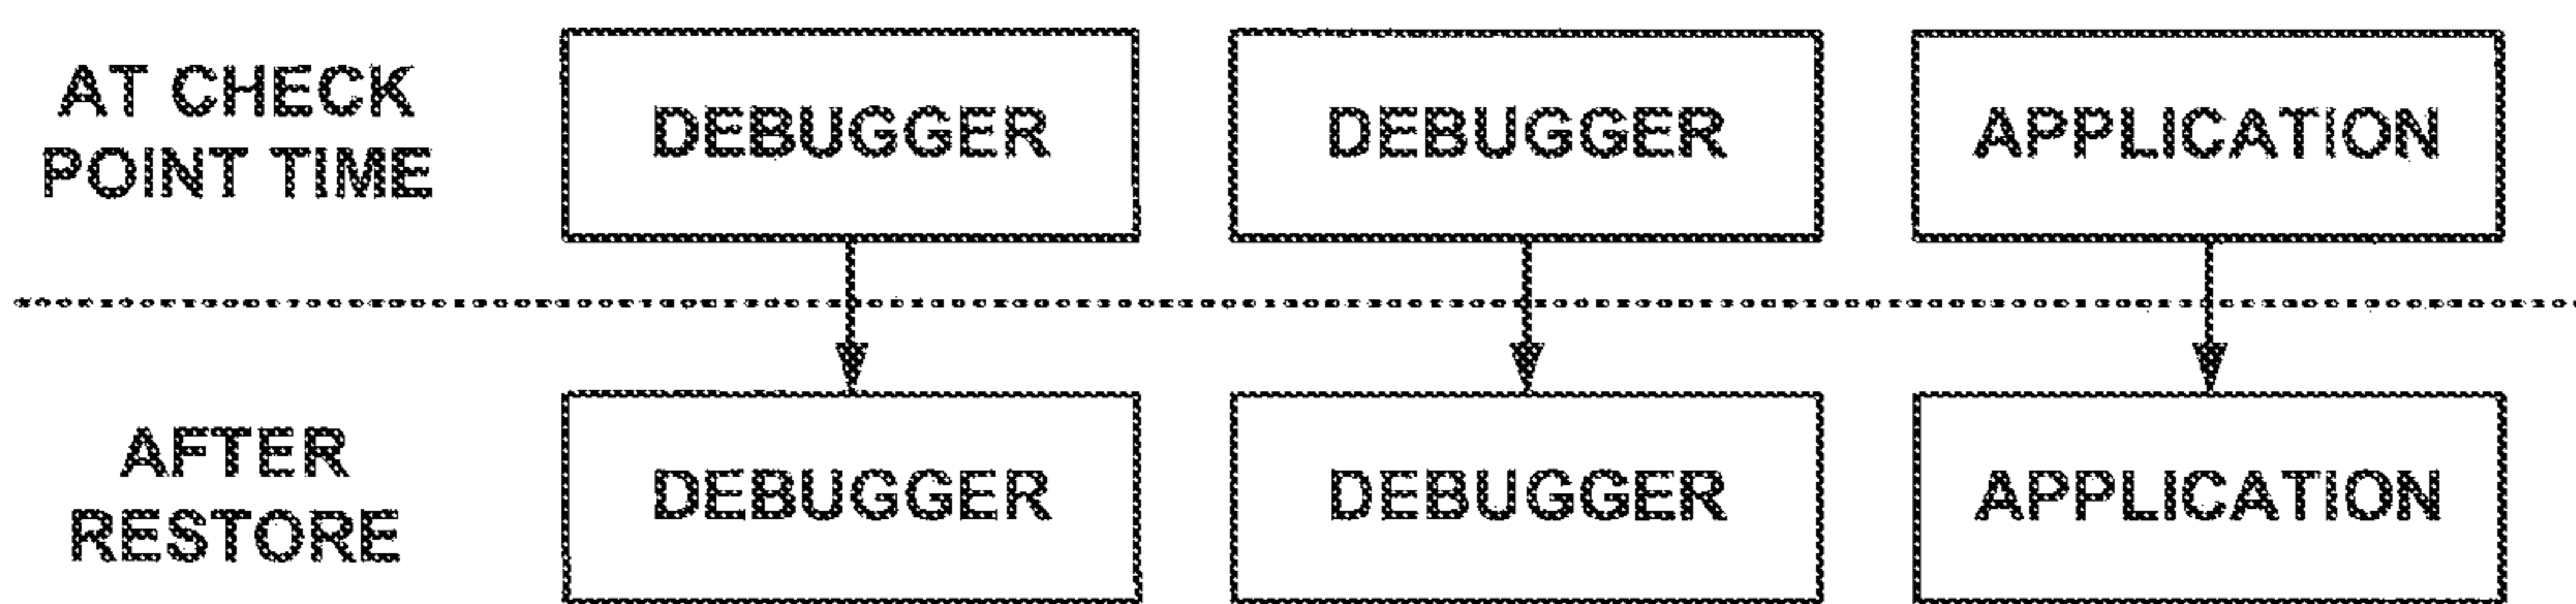 AT CHECK
POINT TIME
DEBUGGER
DEBUGGER
APPLICATION
AFTER
RESTORE
DEBUGGER
DEBUGGER
APPLICATION